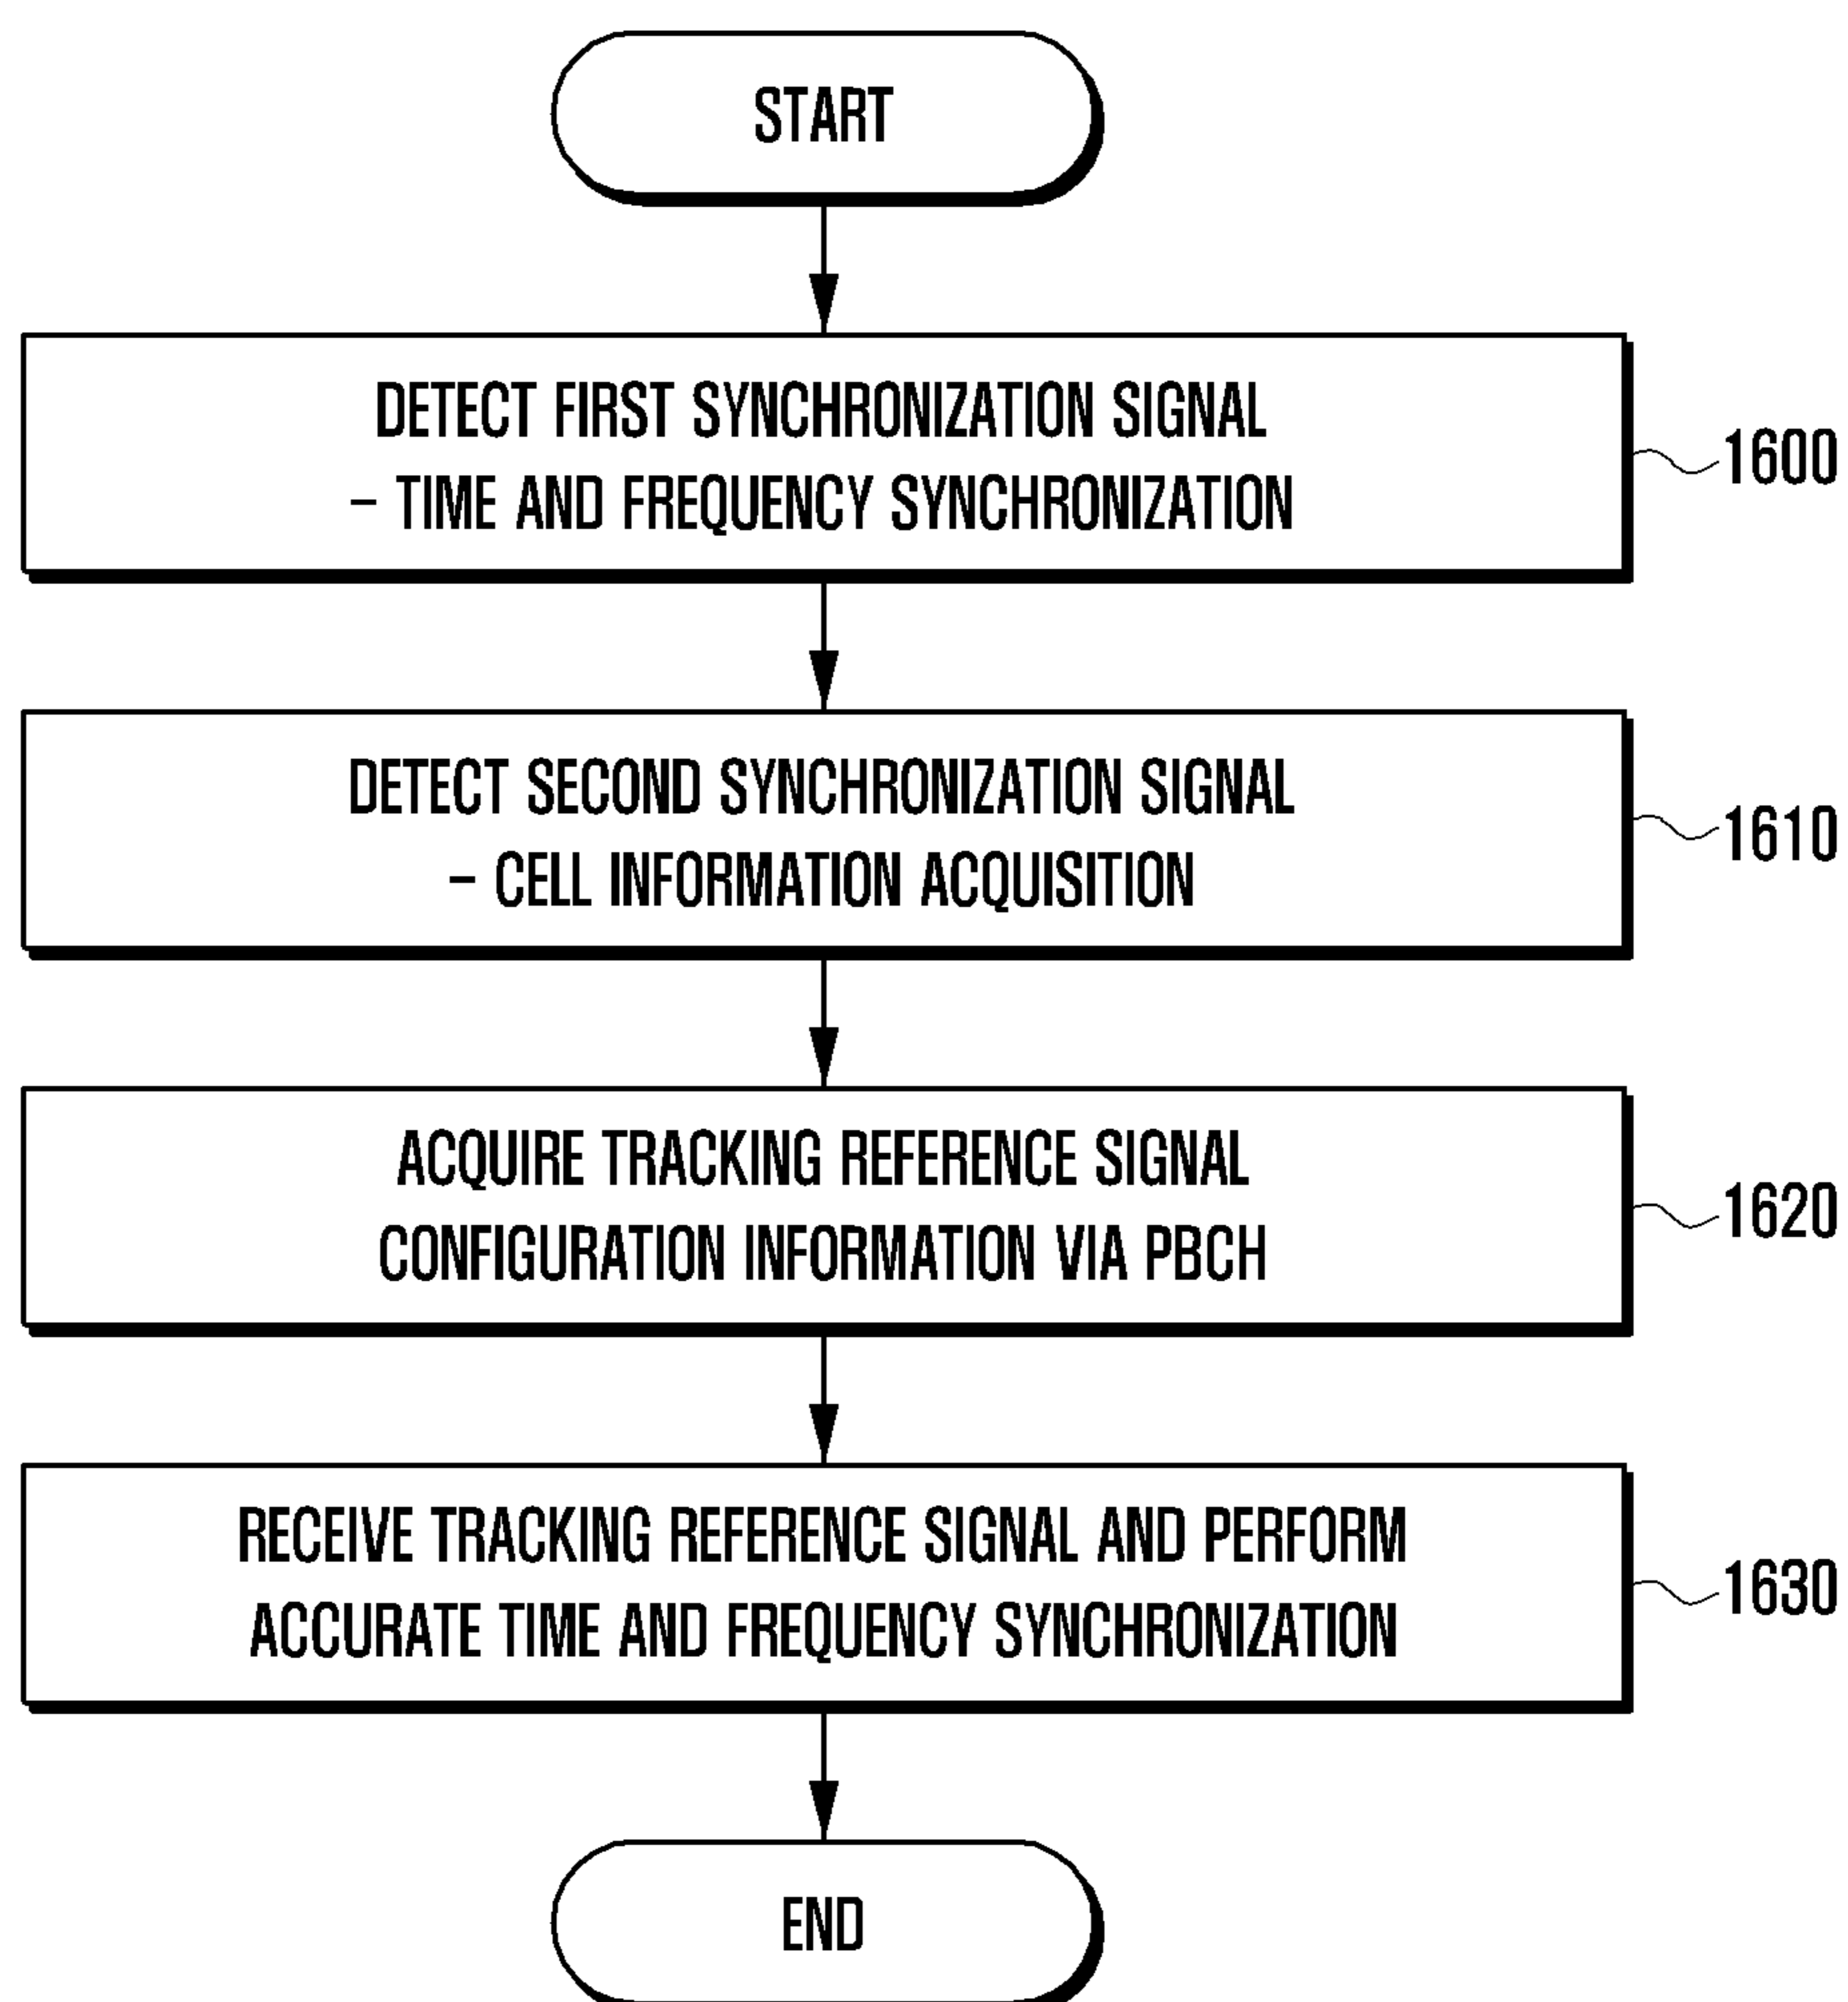 START
DETECT FIRST SYNCHRONIZATION SIGNAL
– TIME AND FREQUENCY SYNCHRONIZATION
1600
DETECT SECOND SYNCHRONIZATION SIGNAL
– CELL INFORMATION ACQUISITION
1610
ACQUIRE TRACKING REFERENCE SIGNAL
CONFIGURATION INFORMATION VIA PBCH
1620
RECEIVE TRACKING REFERENCE SIGNAL AND PERFORM
ACCURATE TIME AND FREQUENCY SYNCHRONIZATION
1630
END